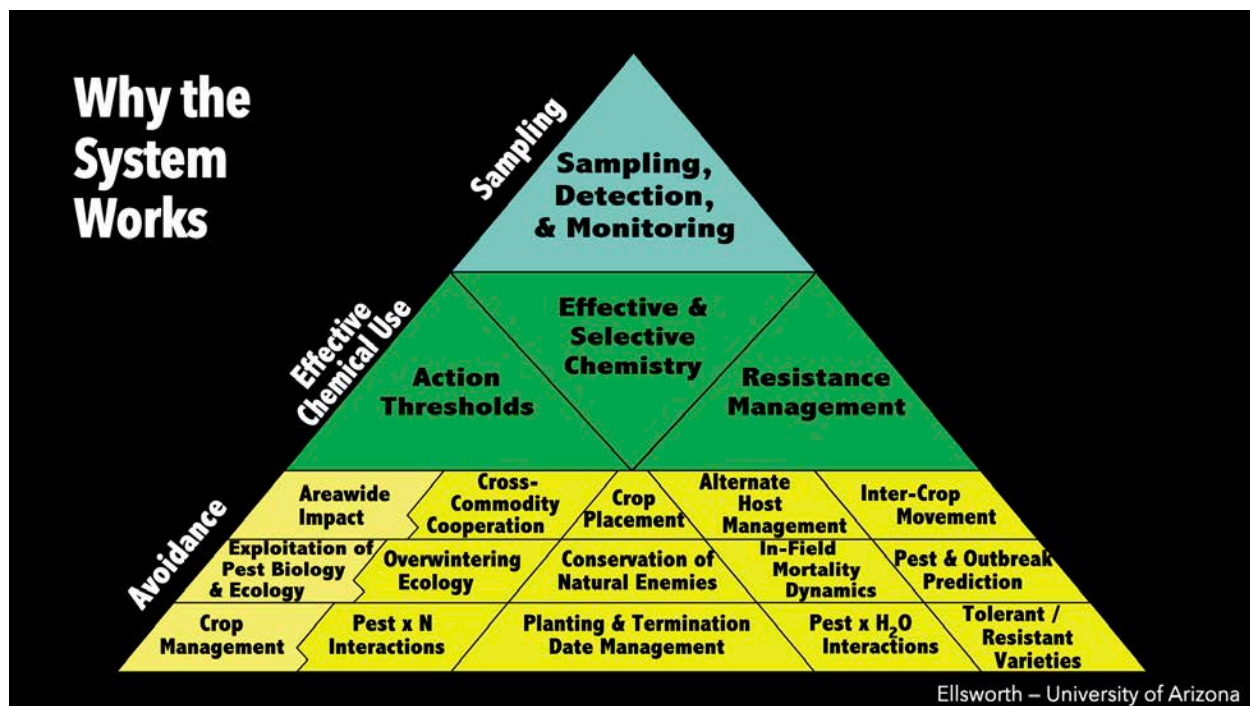 Why the
System
Works
Sampling
Sampling,
Detection,
& Monitoring
Effective
Chemical Use
Effective &
Selective
Chemistry
Action
Thresholds
Resistance
Management
Avoidance
Areawide
Impact
Cross-
Commodity
Cooperation
Crop
Placement
Alternate
Host
Management
Inter-Crop
Movement
Exploitation of
Pest Biology
& Ecology
Overwintering
Ecology
Conservation of
Natural Enemies
In-Field
Mortality
Dynamics
Pest & Outbreak
Prediction
Crop
Management
Pest x N
Interactions
Planting & Termination
Date Management
Pest x H₂O
Interactions
Tolerant /
Resistant
Varieties
Ellsworth – University of Arizona